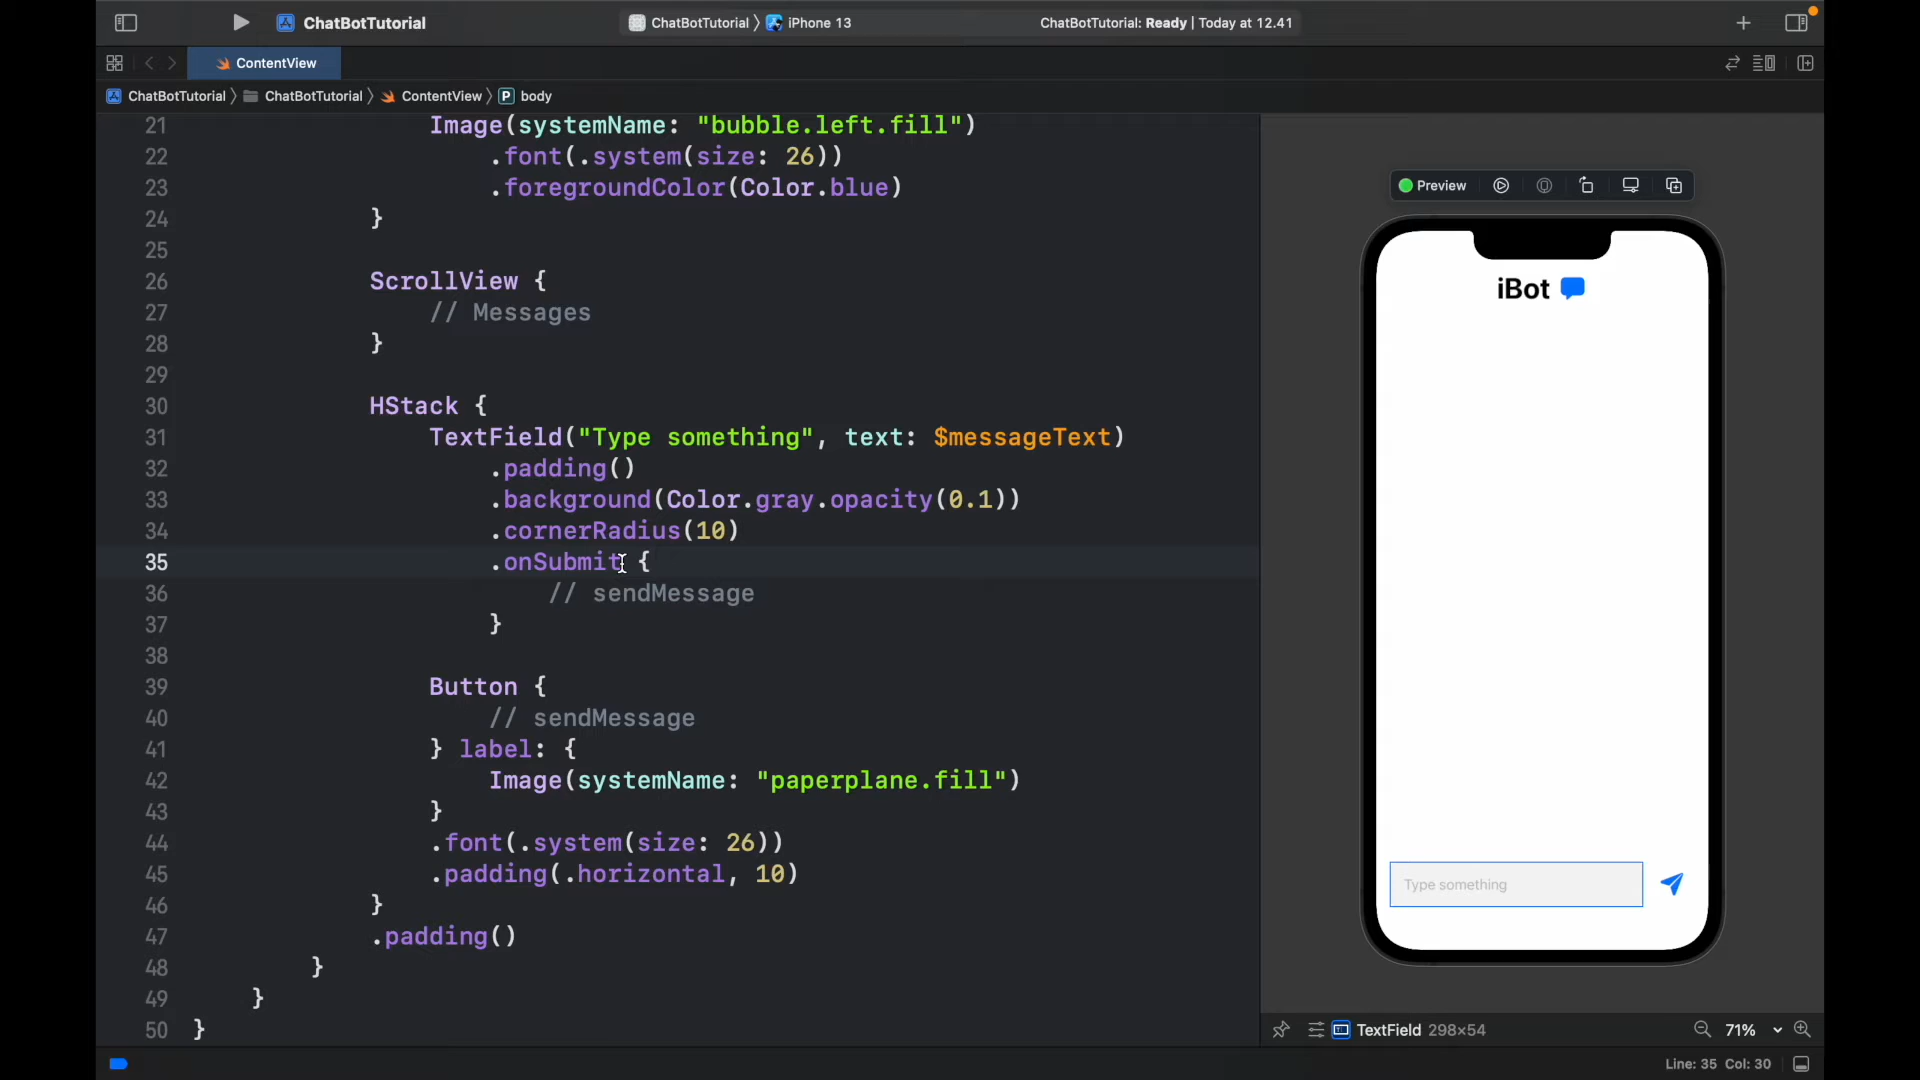 ChatBotTutorial
ChatBotTutorial 〉 iPhone 13
ChatBotTutorial: Ready | Today at 12.41
ContentView
ChatBotTutorial 〉 ChatBotTutorial 〉 ContentView 〉 P body
21 Image(systemName: "bubble.left.fill")
22 .font(.system(size: 26))
23 .foregroundColor(Color.blue)
24 }
25
26 ScrollView {
27 // Messages
28 }
29
30 HStack {
31 TextField("Type something", text: $messageText)
32 .padding()
33 .background(Color.gray.opacity(0.1))
34 .cornerRadius(10)
35 .onSubmit {
36 // sendMessage
37 }
38
39 Button {
40 // sendMessage
41 } label: {
42 Image(systemName: "paperplane.fill")
43 }
44 .font(.system(size: 26))
45 .padding(.horizontal, 10)
46 }
47 .padding()
48 }
49 }
50 }
Preview
iBot
Type something
TextField 298×54
71%
Line: 35 Col: 30